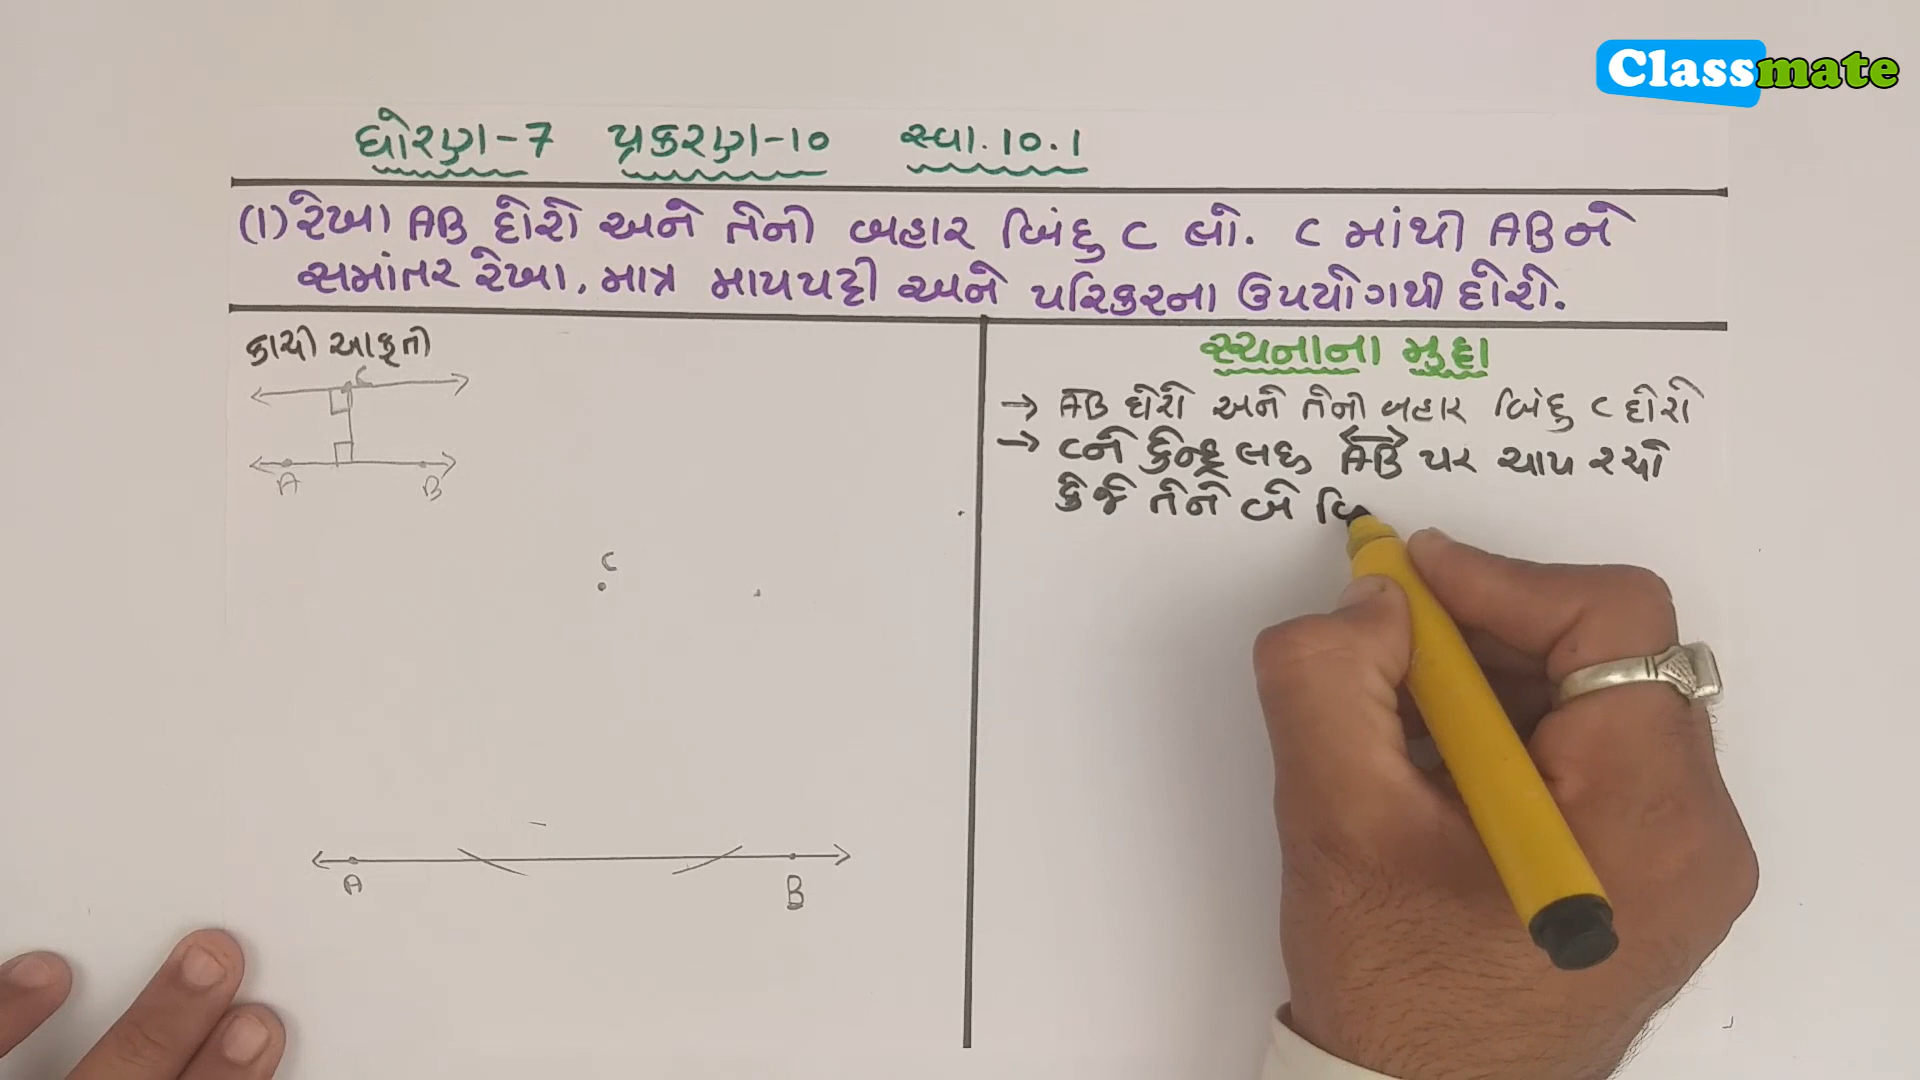 Classmate
ધોરણ-7 પ્રકરણ-10 સ્વા.10.1
(1) રેખા AB દોરો અને તેની બહાર બિંદુ C લો. C માંથી AB ને
સમાંતર રેખા, માત્ર માપપટ્ટી અને પરિકરના ઉપયોગથી દોરો.
કાચી આકૃતી
C
A B
C
A B
રચનાના મુદ્દા
→ AB દોરો અને તેની બહાર બિંદુ C દોરો
→ Cને કેન્દ્ર લઇ AB પર ચાપ રચો
કે જે તેને બે બિ